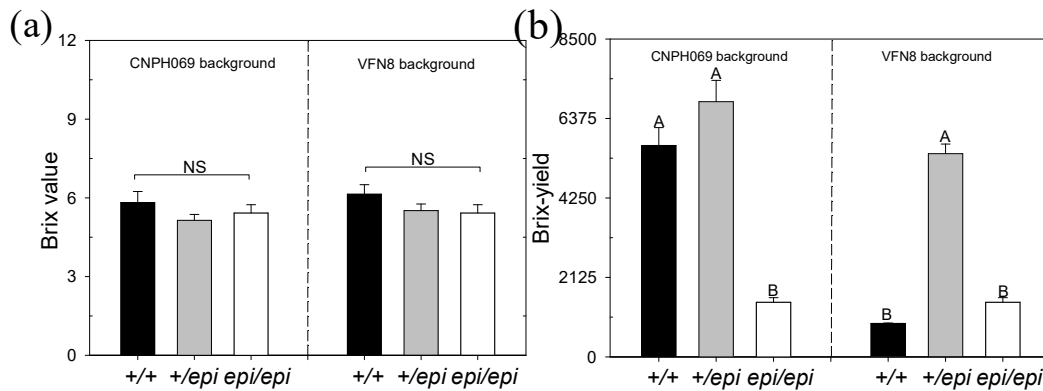 (a)
12
9
6
3
0
Brix value
CNPH069 background
VFN8 background
NS
NS
+/+ +/epi epi/epi
+/+ +/epi epi/epi
(b)
8500
6375
4250
2125
0
Brix-yield
CNPH069 background
VFN8 background
A
A
B
B
A
B
+/+ +/epi epi/epi
+/+ +/epi epi/epi